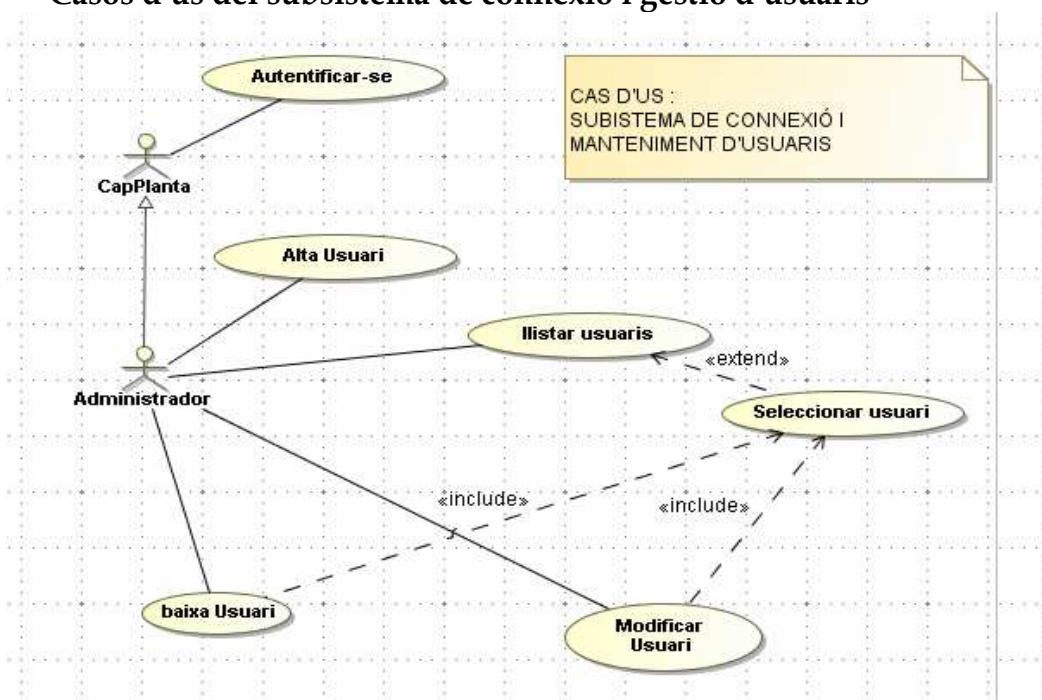 Casos d'ús del subsistema de connexió i gestió d'usuaris
Autentificar-se
CAS D'US :
SUBISTEMA DE CONNEXIÓ I
MANTENIMENT D'USUARIS
CapPlanta
Alta Usuari
llistar usuaris
«extend»
Administrador
Seleccionar usuari
«include»
«include»
baixa Usuari
Modificar
Usuari